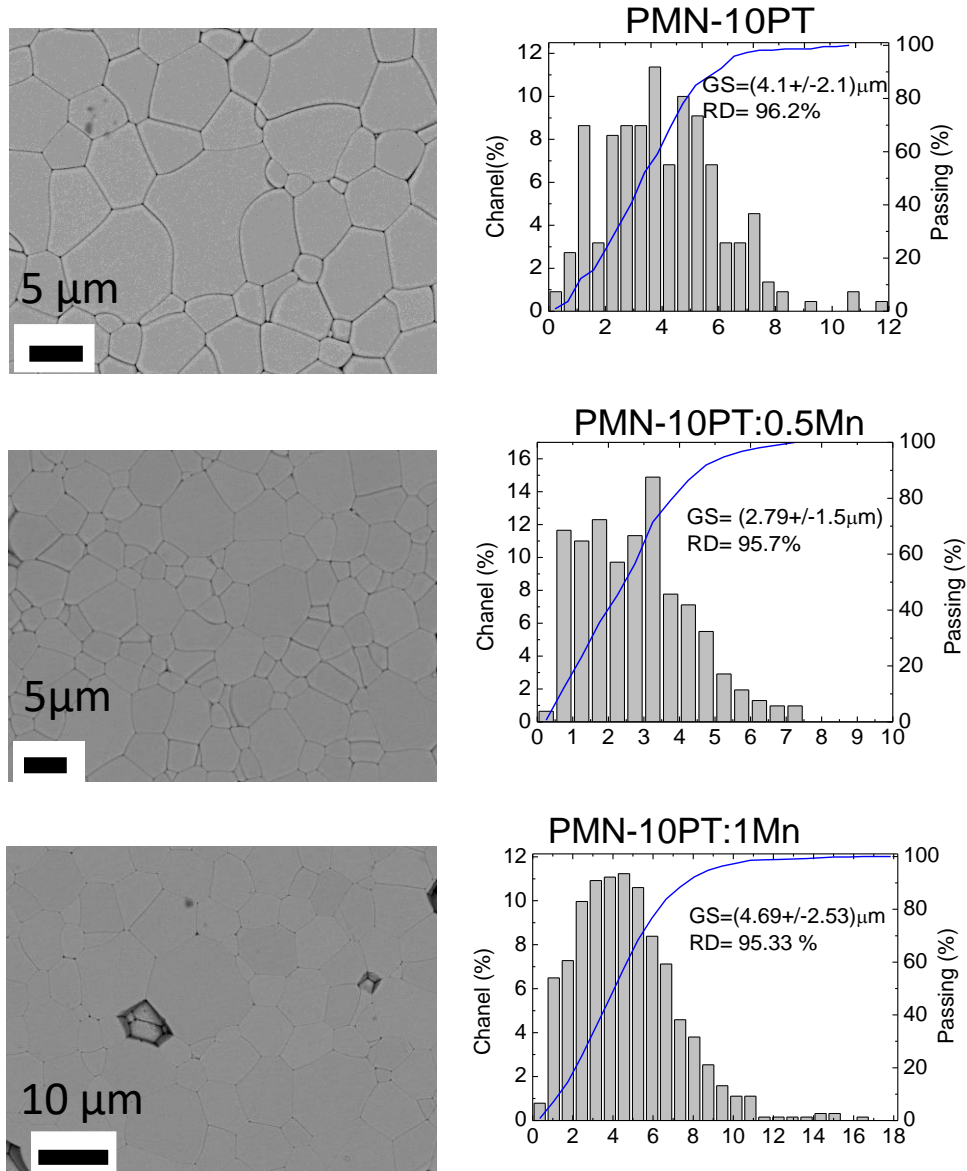 PMN-10PT
5 μm
12
10
8
6
4
2
0
Chanel(%)
GS=(4.1+/-2.1)μm
RD= 96.2%
100
80
60
40
20
0
Passing (%)
0 2 4 6 8 10 12
PMN-10PT:0.5Mn
5μm
16
14
12
10
8
6
4
2
0
Chanel (%)
GS= (2.79+/-1.5μm)
RD= 95.7%
100
80
60
40
20
0
Passing (%)
0 1 2 3 4 5 6 7 8 9 10
PMN-10PT:1Mn
10 μm
12
10
8
6
4
2
0
Chanel (%)
GS=(4.69+/-2.53)μm
RD= 95.33 %
100
80
60
40
20
0
Passing (%)
0 2 4 6 8 10 12 14 16 18